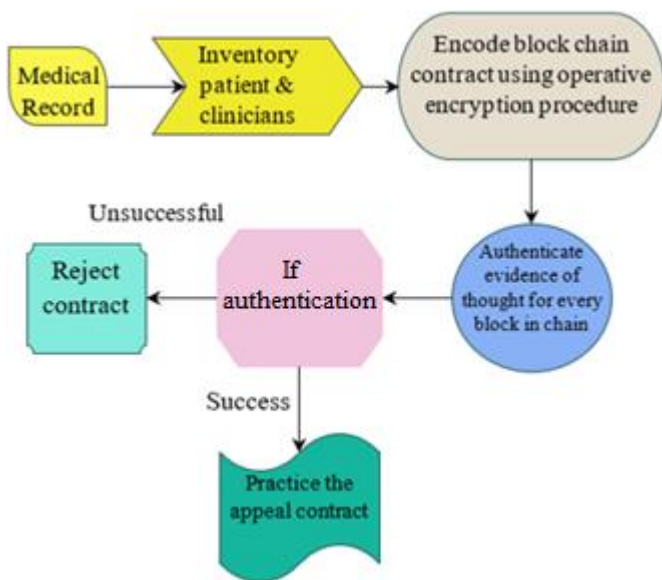 Medical
Record
Inventory
patient &
clinicians
Encode block chain
contract using operative
encryption procedure
Authenticate
evidence of
thought for every
block in chain
If
authentication
Unsuccessful
Reject
contract
Success
Practice the
appeal contract